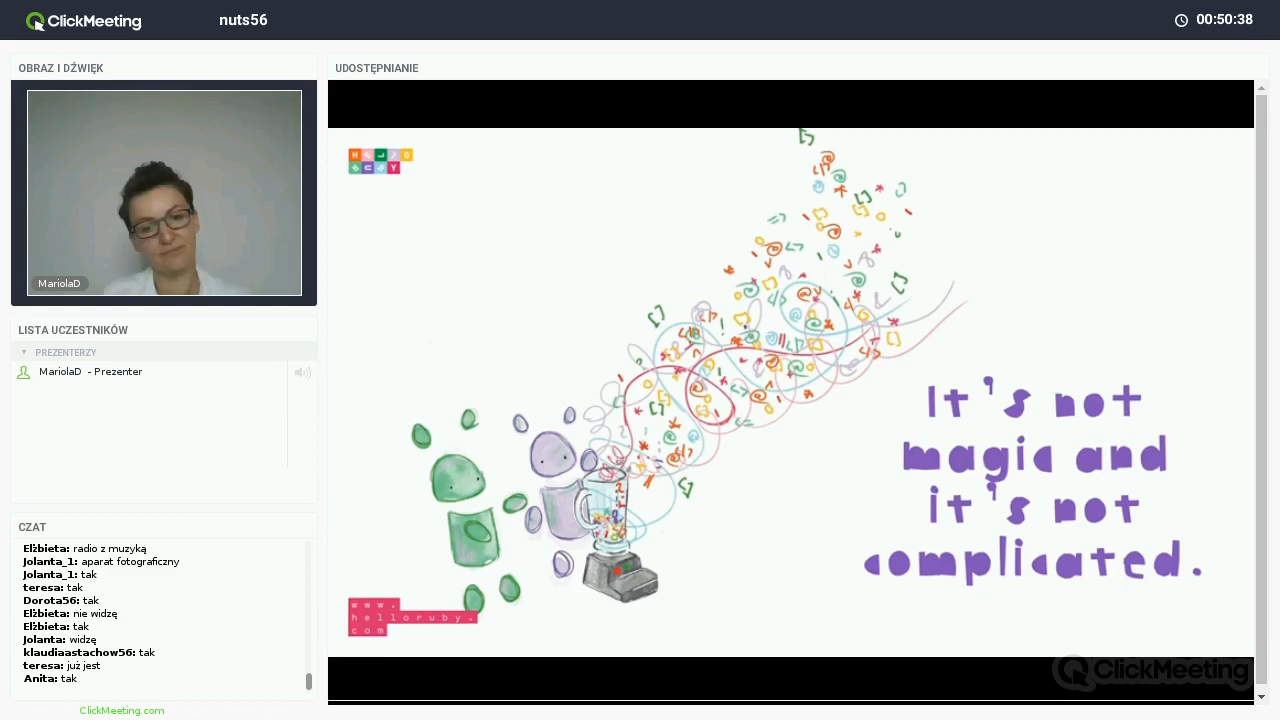 ClickMeeting
nuts56
00:50:38
OBRAZ I DŹWIĘK
MariolaD
LISTA UCZESTNIKÓW
PREZENTERZY
MariolaD - Prezenter
CZAT
Elżbieta: radio z muzyką
Jolanta_1: aparat fotograficzny
Jolanta_1: tak
teresa: tak
Dorota56: tak
Elżbieta: nie widzę
Elżbieta: tak
Jolanta: widzę
klaudiaastachow56: tak
teresa: już jest
Anita: tak
ClickMeeting.com
UDOSTĘPNIANIE
HELLO
RUBY
It's not
magic and
it's not
complicated.
www.
helloruby.
com
ClickMeeting